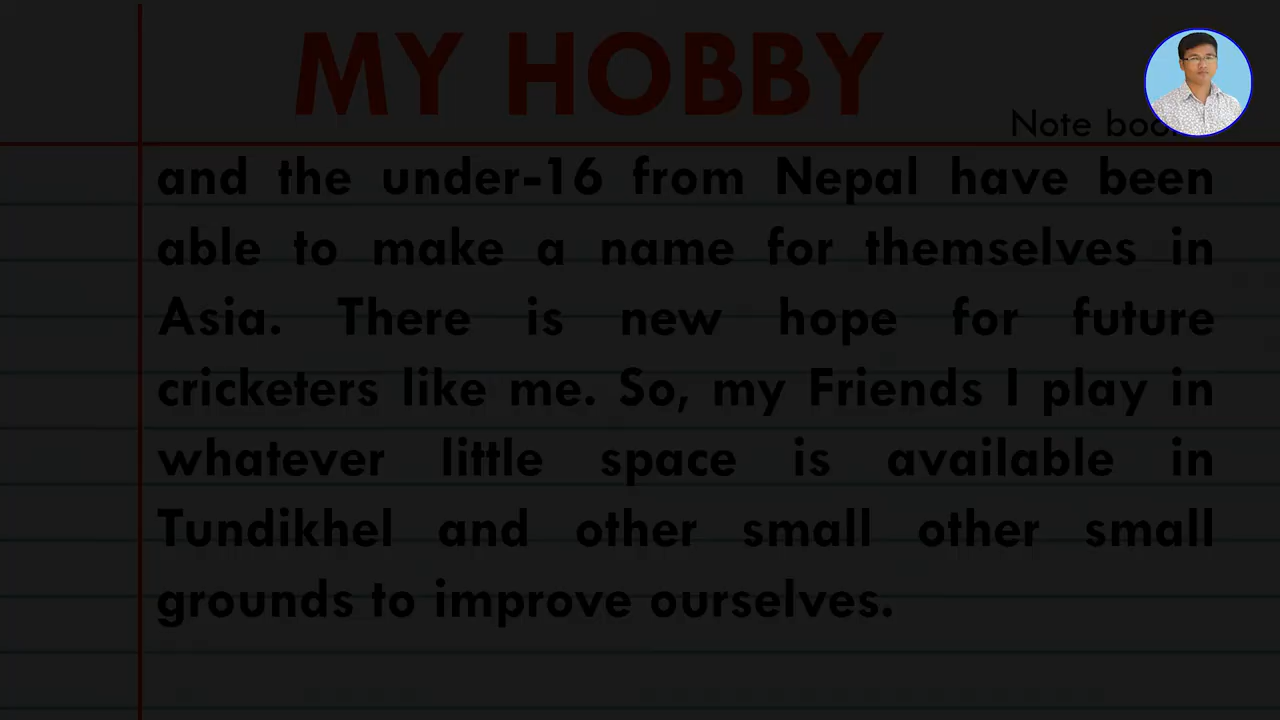 MY HOBBY
Note
and the under-16 from Nepal have been
able to make a name for themselves in
Asia. There is new hope for future
cricketers like me. So, my Friends I play in
whatever little space is available in
Tundikhel and other small other small
grounds to improve ourselves.